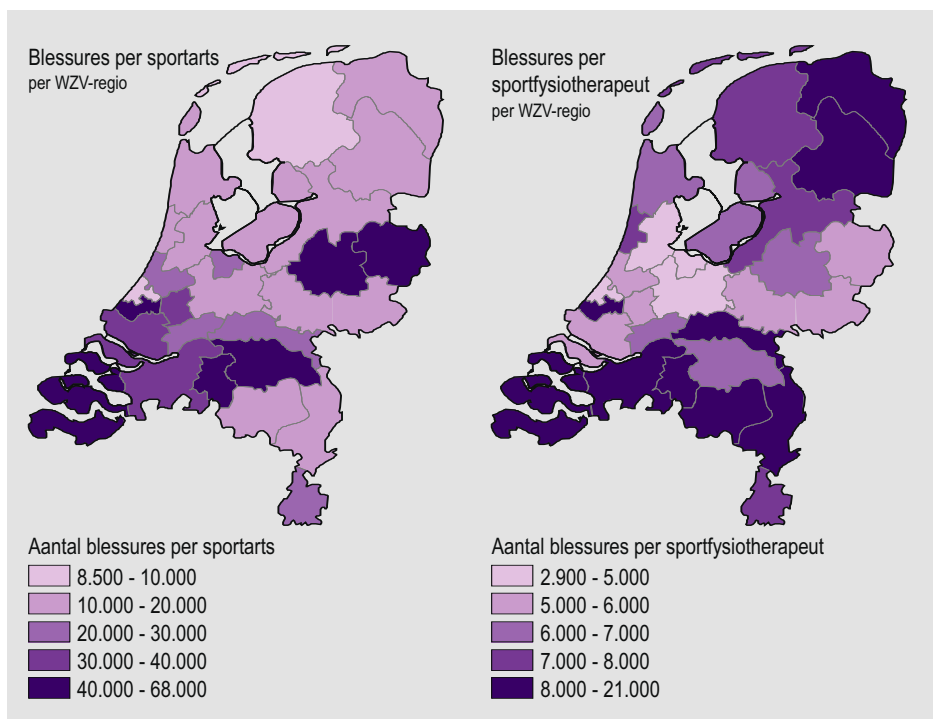 Blessures per sportarts
per WZV-regio
Aantal blessures per sportarts
8.500 - 10.000
10.000 - 20.000
20.000 - 30.000
30.000 - 40.000
40.000 - 68.000
Blessures per
sportfysiotherapeut
per WZV-regio
Aantal blessures per sportfysiotherapeut
2.900 - 5.000
5.000 - 6.000
6.000 - 7.000
7.000 - 8.000
8.000 - 21.000